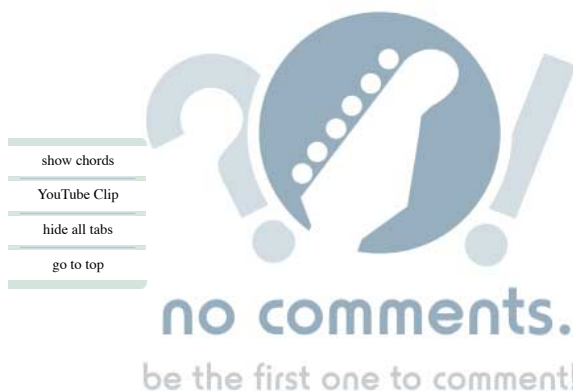 show chords
YouTube Clip
hide all tabs
go to top
no comments.
be the first one to comment!